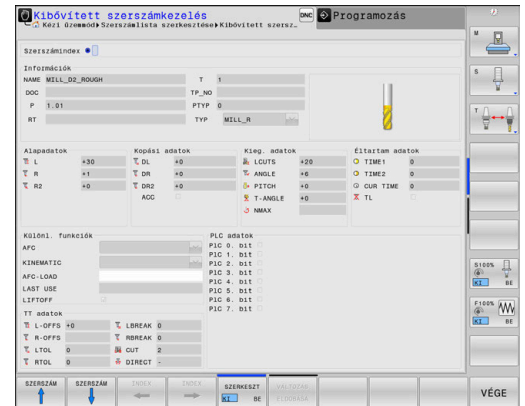 Kibővített szerszámkezelés
DNC
Programozás
Kézi üzemmód Szerszámlista szerkesztése Kibővített szersz…
Szerszámindex
Információk
NAME MILL_D2_ROUGH T 1
DOC TP_NO
P 1.01 PTYP 0
RT TYP MILL_R
Alapadatok Kopási adatok Kieg. adatok Éltartam adatok
L +30 DL +0 LCUTS +20 TIME1 0
R +1 DR +0 ANGLE +6 TIME2 0
R2 +0 DR2 +0 PITCH +0 CUR TIME 0
ACC T-ANGLE +0 TL
NMAX
Különl. funkciók PLC adatok
AFC PlC 0. bit
PlC 1. bit
KINEMATIC PlC 2. bit
AFC-LOAD PlC 3. bit
PlC 4. bit
LAST USE PlC 5. bit
LIFTOFF PlC 6. bit
PlC 7. bit
TT adatok
L-OFFS +0 LBREAK 0
R-OFFS RBREAK 0
LTOL 0 CUT 2
RTOL 0 DIRECT -
M
S
T
S100%
KI BE
F100%
KI BE
SZERSZÁM SZERSZÁM INDEX INDEX SZERKESZT VÁLTOZÁS VÉGE
KI BE ELDOBÁSA